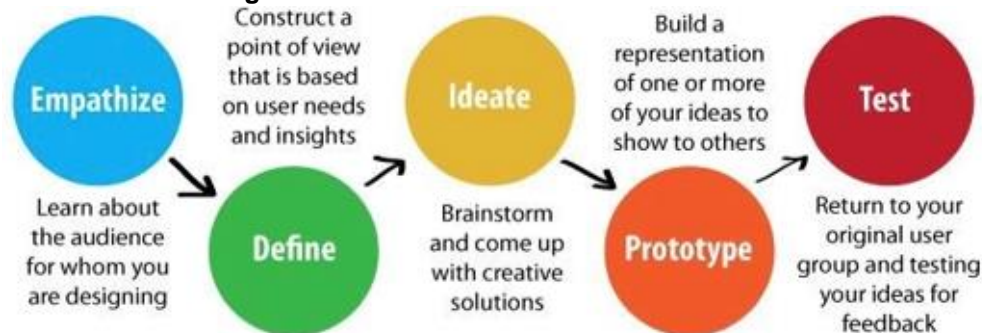 Empathize
Learn about
the audience
for whom you
are designing
Construct a
point of view
that is based
on user needs
and insights
Define
Ideate
Brainstorm
and come up
with creative
solutions
Build a
representation
of one or more
of your ideas to
show to others
Prototype
Test
Return to your
original user
group and testing
your ideas for
feedback